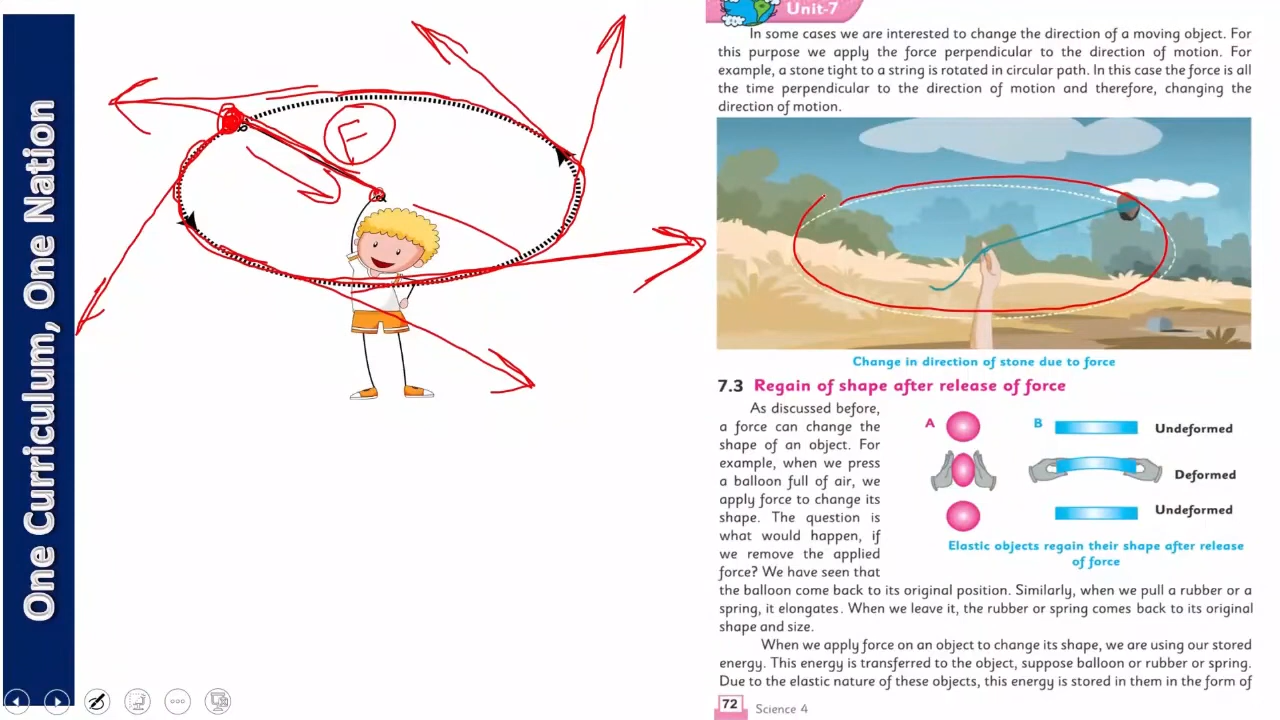 One Curriculum, One Nation
F
Unit-7
In some cases we are interested to change the direction of a moving object. For
this purpose we apply the force perpendicular to the direction of motion. For
example, a stone tight to a string is rotated in circular path. In this case the force is all
the time perpendicular to the direction of motion and therefore, changing the
direction of motion.
Change in direction of stone due to force
7.3 Regain of shape after release of force
As discussed before,
a force can change the
shape of an object. For
example, when we press
a balloon full of air, we
apply force to change its
shape. The question is
what would happen, if
we remove the applied
force? We have seen that
A
B
Undeformed
Deformed
Undeformed
Elastic objects regain their shape after release
of force
the balloon come back to its original position. Similarly, when we pull a rubber or a
spring, it elongates. When we leave it, the rubber or spring comes back to its original
shape and size.
When we apply force on an object to change its shape, we are using our stored
energy. This energy is transferred to the object, suppose balloon or rubber or spring.
Due to the elastic nature of these objects, this energy is stored in them in the form of
72 Science 4